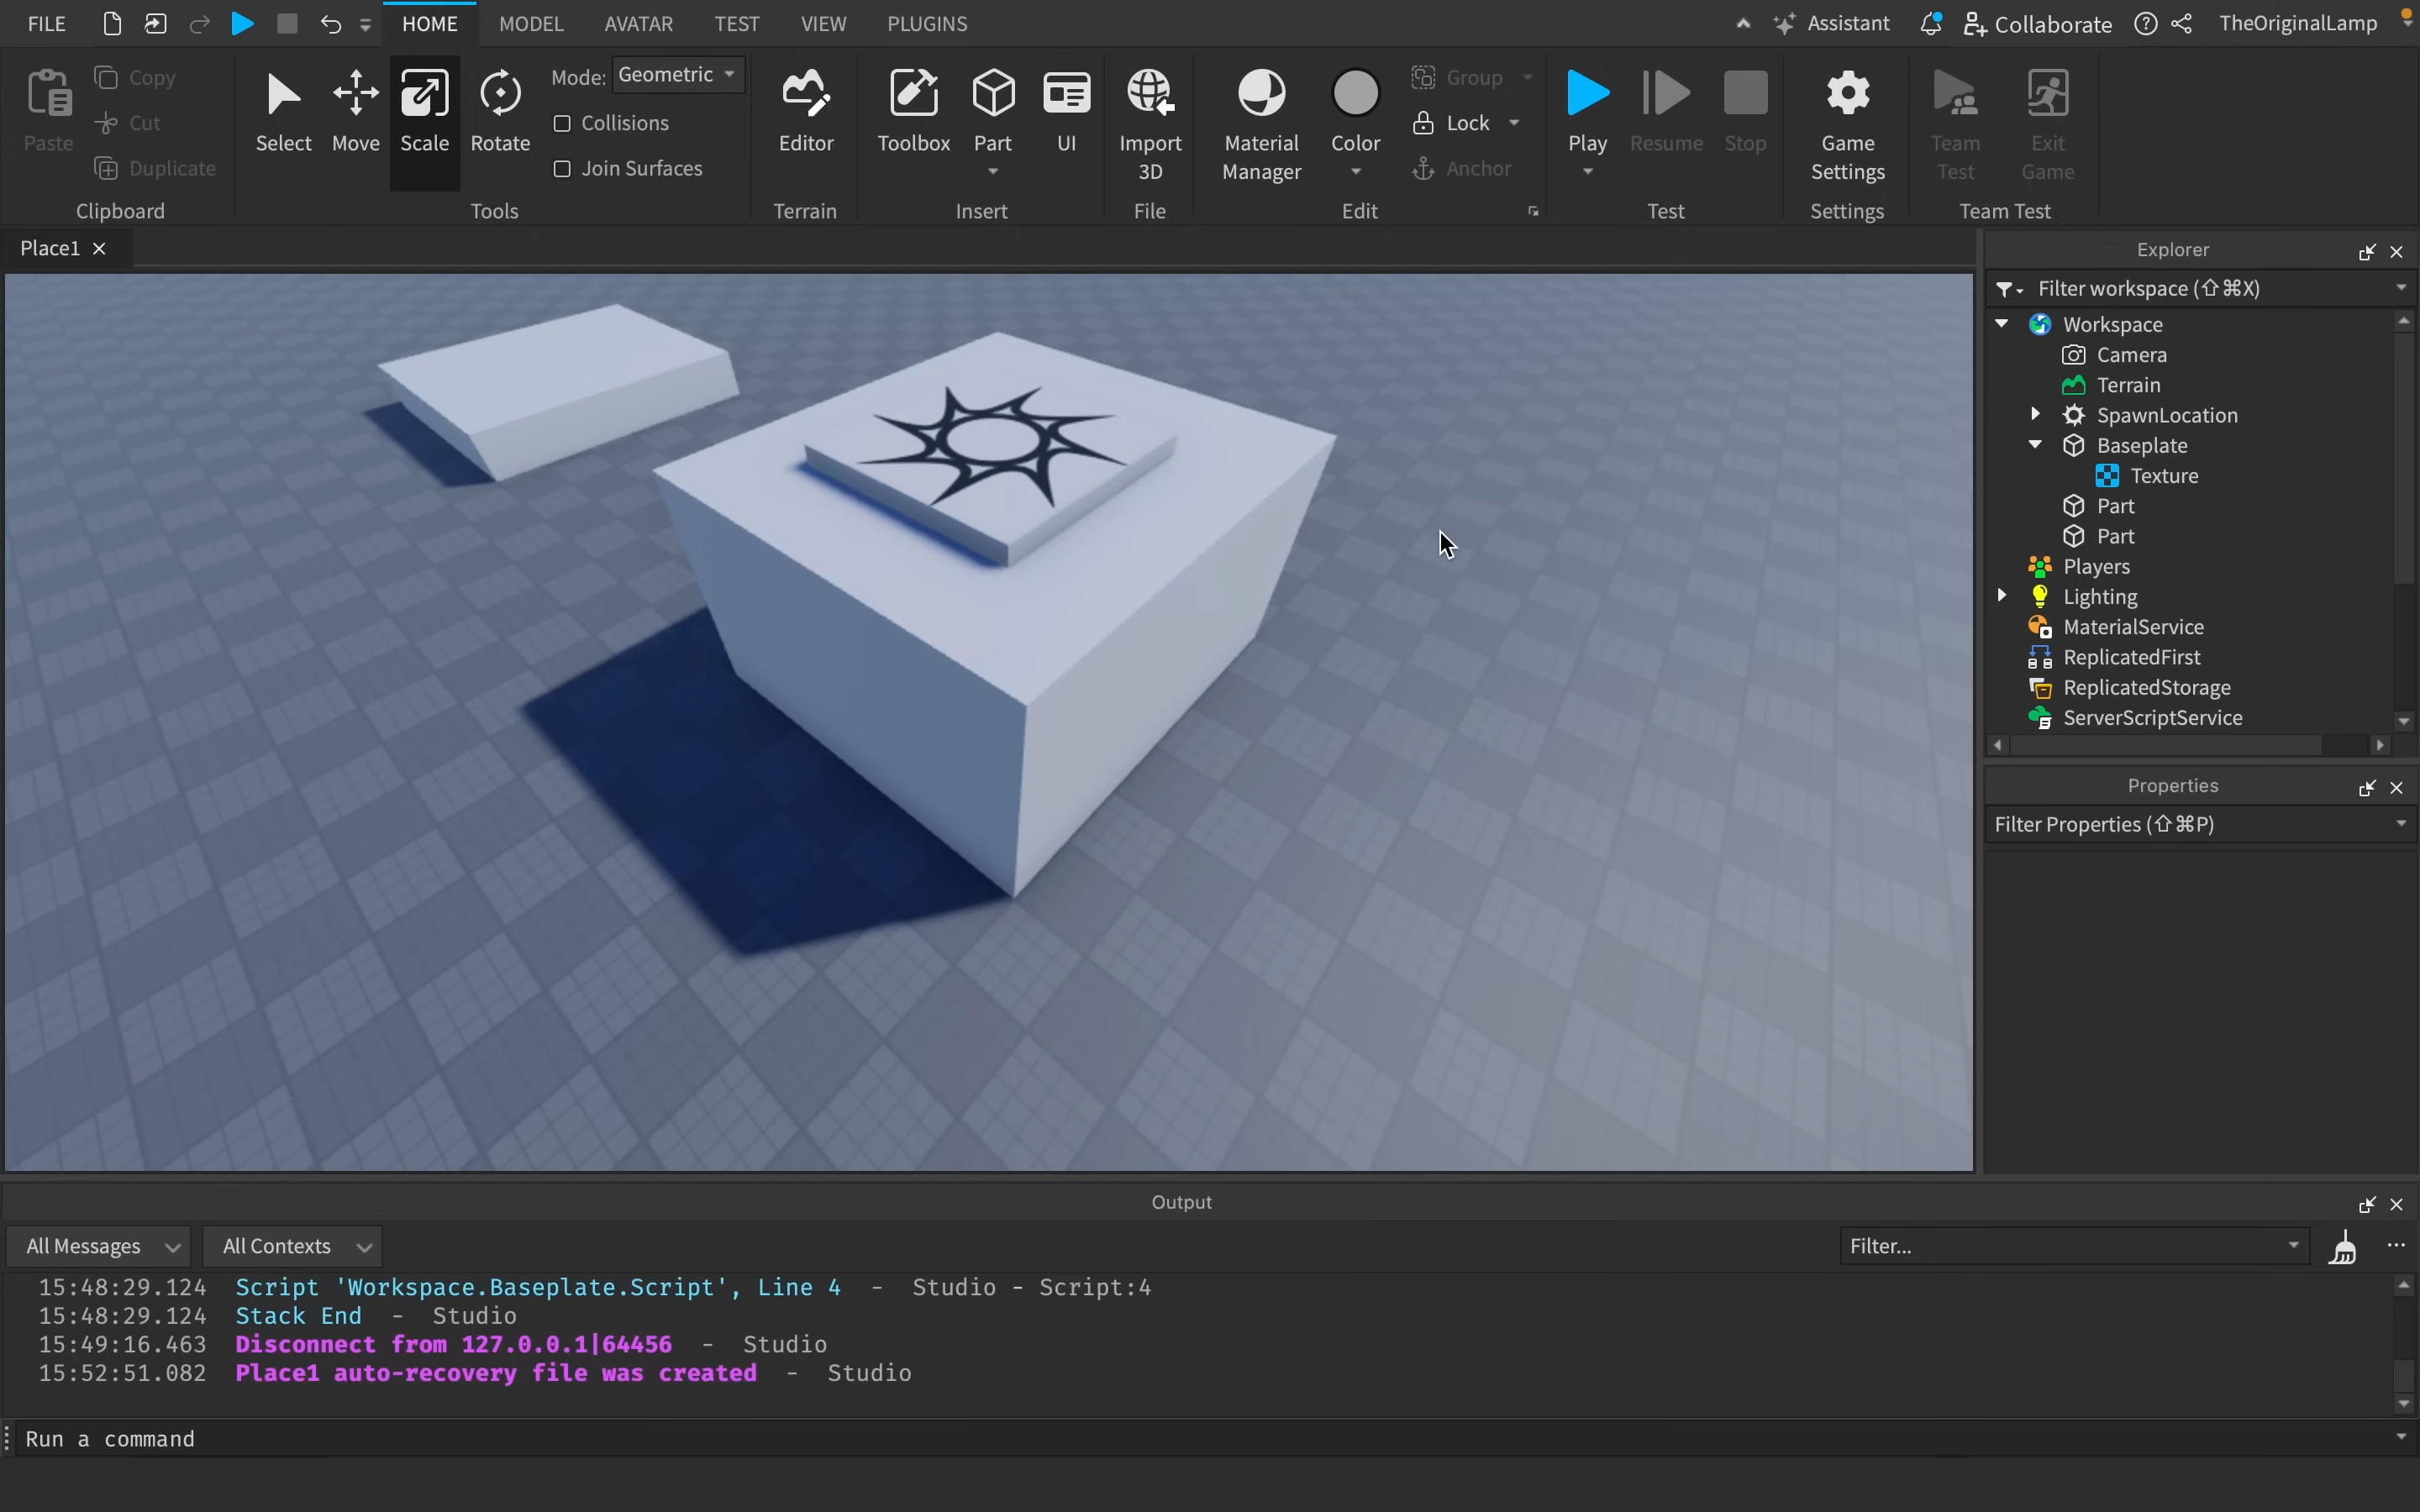 FILE HOME MODEL AVATAR TEST VIEW PLUGINS Assistant Collaborate TheOriginalLamp
Paste
Copy
Cut
Duplicate
Clipboard
Select Move Scale Rotate
Mode: Geometric
Collisions
Join Surfaces
Tools
Editor
Terrain
Toolbox Part UI
Insert
Import
3D
File
Material
Manager
Color
Group
Lock
Anchor
Edit
Play Resume Stop
Test
Game
Settings
Settings
Team
Test
Exit
Game
Team Test
Place1
Explorer
Filter workspace (⇧⌘X)
Workspace
Camera
Terrain
SpawnLocation
Baseplate
Texture
Part
Part
Players
Lighting
MaterialService
ReplicatedFirst
ReplicatedStorage
ServerScriptService
Properties
Filter Properties (⇧⌘P)
Output
All Messages All Contexts Filter...
15:48:29.124 Script 'Workspace.Baseplate.Script', Line 4 - Studio - Script:4
15:48:29.124 Stack End - Studio
15:49:16.463 Disconnect from 127.0.0.1|64456 - Studio
15:52:51.082 Place1 auto-recovery file was created - Studio
Run a command